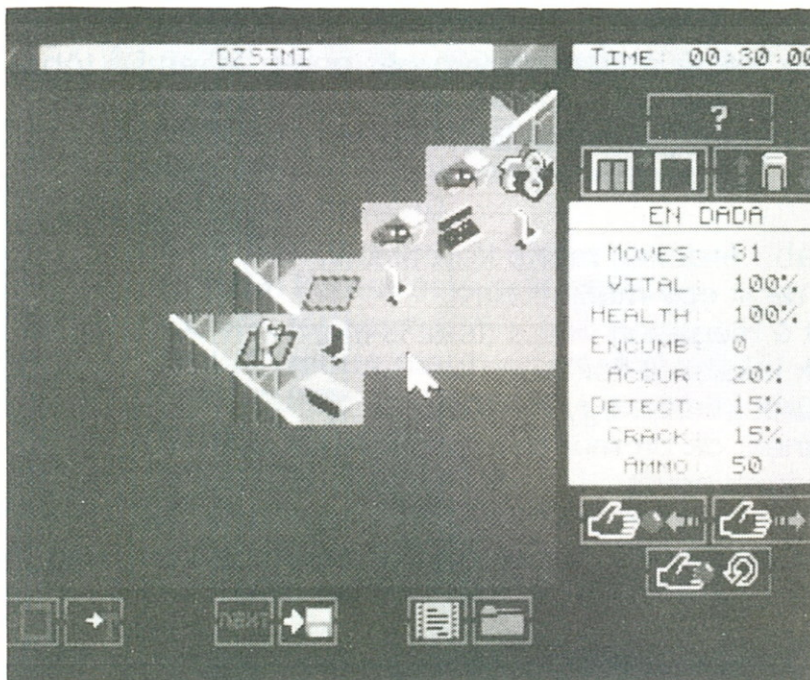 DZSIMI
TIME: 00:30:00
?
EN DADA
MOVES: 31
VITAL 100%
HEALTH: 100%
ENCUMB: 0
ACCUR: 20%
DETECT: 15%
CRACK: 15%
AMMO: 50
NEXT